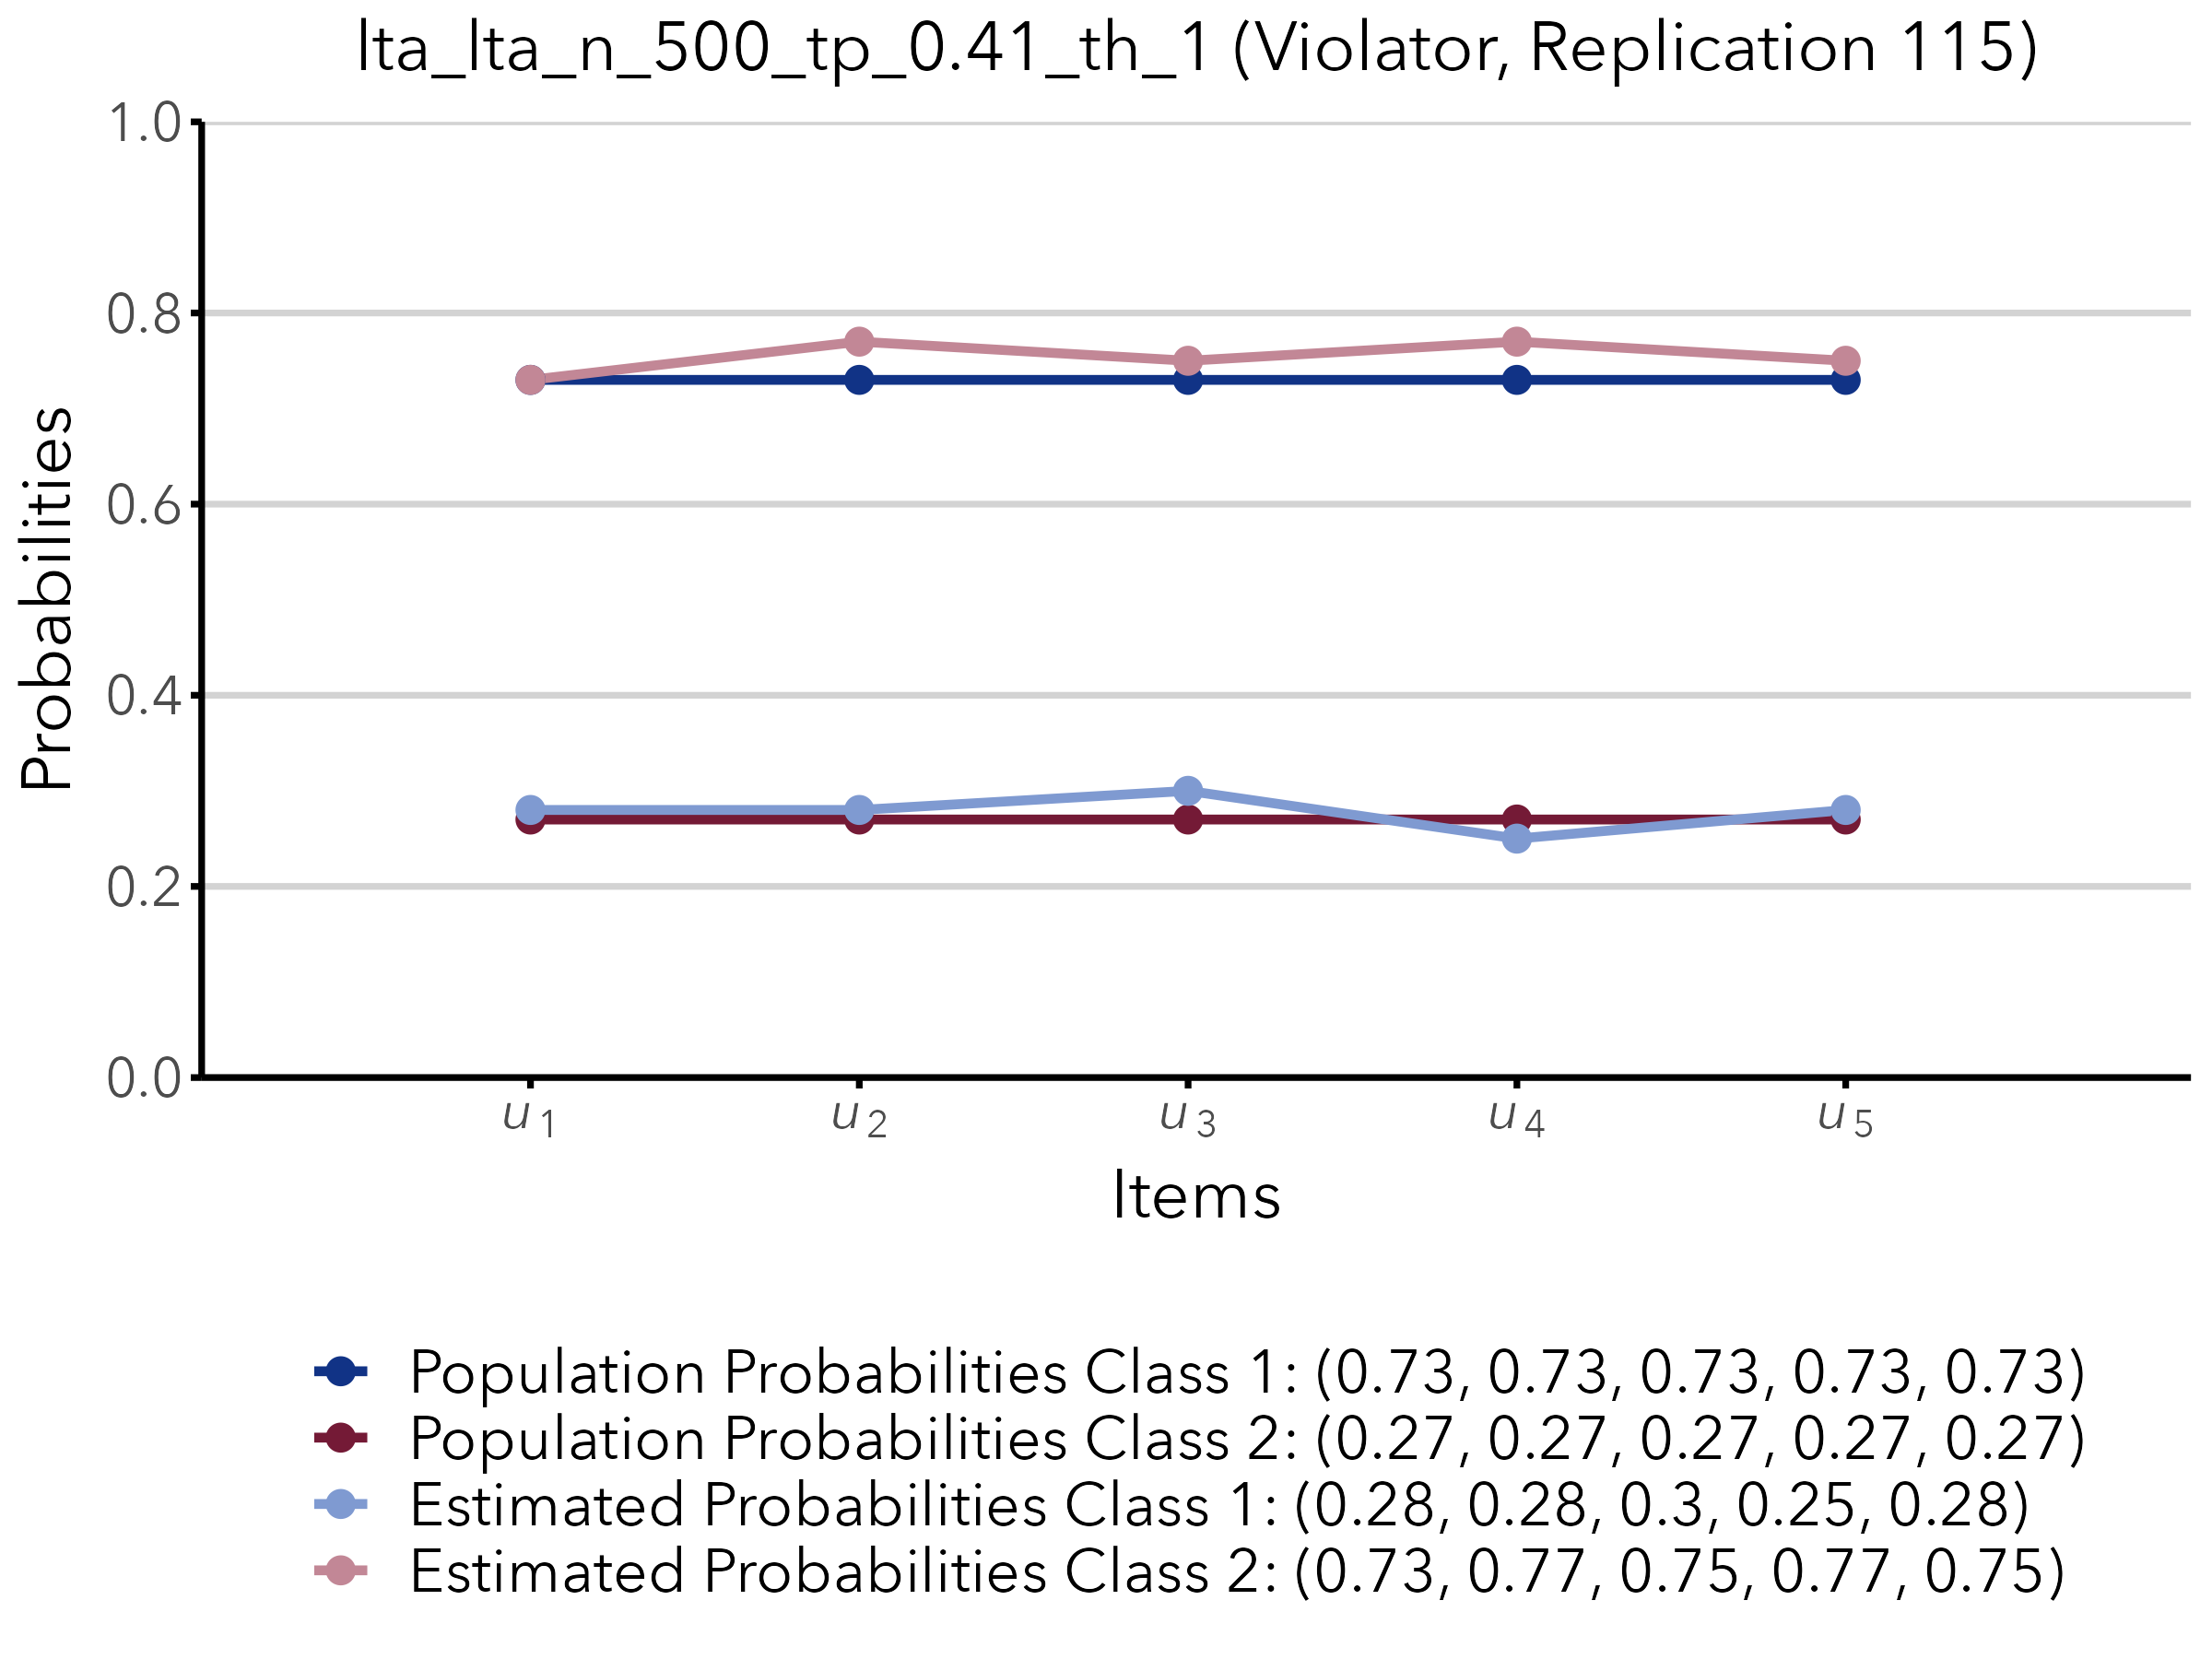 lta_lta_n_500_tp_0.41_th_1 (Violator, Replication 115)
1.0
0.8
0.6
0.4
0.2
0.0
Probabilities
u1 u2 u3 u4 u5
Items
Population Probabilities Class 1: (0.73, 0.73, 0.73, 0.73, 0.73)
Population Probabilities Class 2: (0.27, 0.27, 0.27, 0.27, 0.27)
Estimated Probabilities Class 1: (0.28, 0.28, 0.3, 0.25, 0.28)
Estimated Probabilities Class 2: (0.73, 0.77, 0.75, 0.77, 0.75)